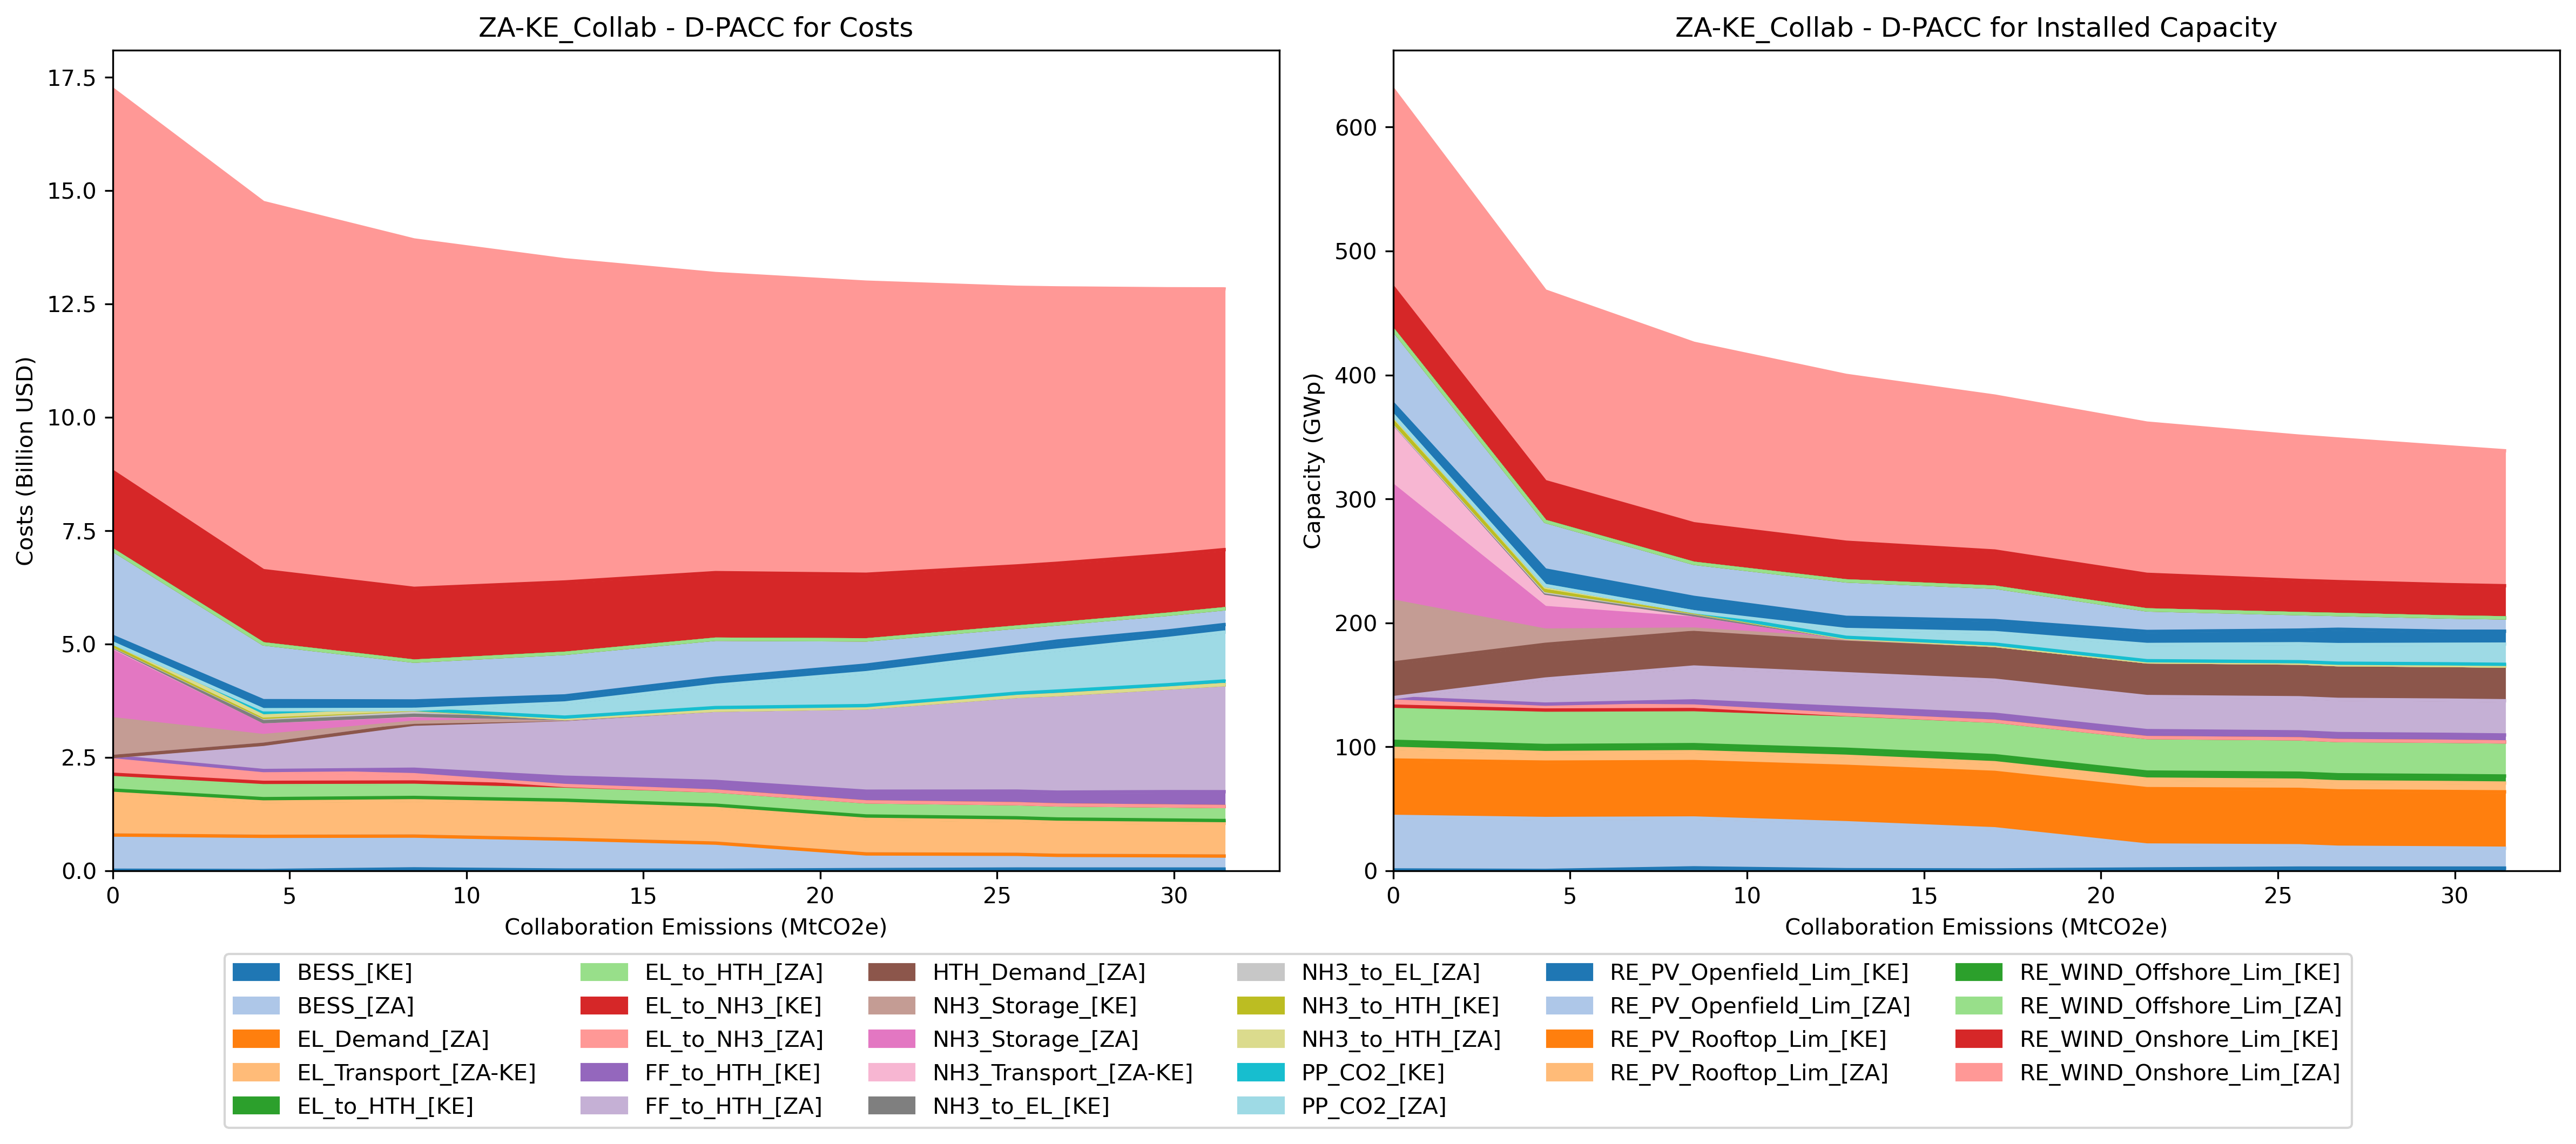 ZA-KE_Collab - D-PACC for Costs
17.5
15.0
12.5
10.0
7.5
5.0
2.5
0.0
Costs (Billion USD)
0 5 10 15 20 25 30
Collaboration Emissions (MtCO2e)
ZA-KE_Collab - D-PACC for Installed Capacity
600
500
400
300
200
100
0
Capacity (GWp)
0 5 10 15 20 25 30
Collaboration Emissions (MtCO2e)
BESS_[KE]
BESS_[ZA]
EL_Demand_[ZA]
EL_Transport_[ZA-KE]
EL_to_HTH_[KE]
EL_to_HTH_[ZA]
EL_to_NH3_[KE]
EL_to_NH3_[ZA]
FF_to_HTH_[KE]
FF_to_HTH_[ZA]
HTH_Demand_[ZA]
NH3_Storage_[KE]
NH3_Storage_[ZA]
NH3_Transport_[ZA-KE]
NH3_to_EL_[KE]
NH3_to_EL_[ZA]
NH3_to_HTH_[KE]
NH3_to_HTH_[ZA]
PP_CO2_[KE]
PP_CO2_[ZA]
RE_PV_Openfield_Lim_[KE]
RE_PV_Openfield_Lim_[ZA]
RE_PV_Rooftop_Lim_[KE]
RE_PV_Rooftop_Lim_[ZA]
RE_WIND_Offshore_Lim_[KE]
RE_WIND_Offshore_Lim_[ZA]
RE_WIND_Onshore_Lim_[KE]
RE_WIND_Onshore_Lim_[ZA]